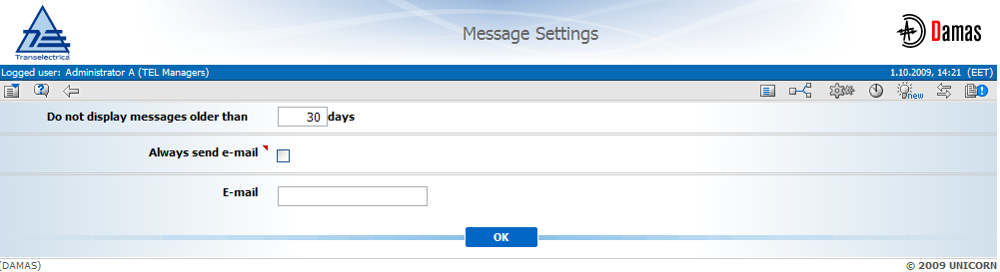 Transelectrica
Message Settings
Damas
Logged user: Administrator A (TEL Managers)
1.10.2009, 14:21 (EET)
new
Do not display messages older than 30 days
Always send e-mail
E-mail
OK
(DAMAS)
© 2009 UNICORN